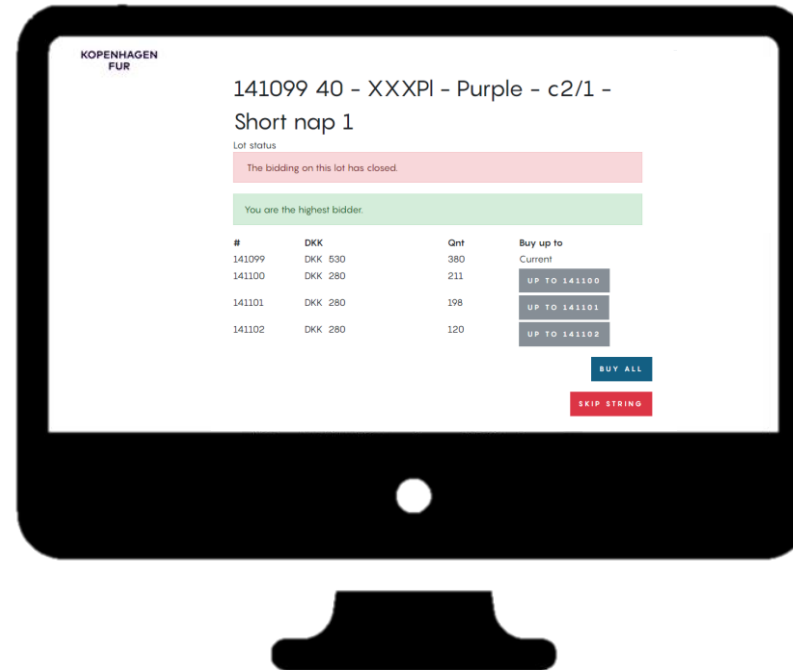 KOPENHAGEN
FUR
141099 40 - XXXPl - Purple - c2/1 -
Short nap 1
Lot status
The bidding on this lot has closed.
You are the highest bidder.
# DKK Qnt Buy up to
141099 DKK 530 380 Current
141100 DKK 280 211 UP TO 141100
141101 DKK 280 198 UP TO 141101
141102 DKK 280 120 UP TO 141102
BUY ALL
SKIP STRING